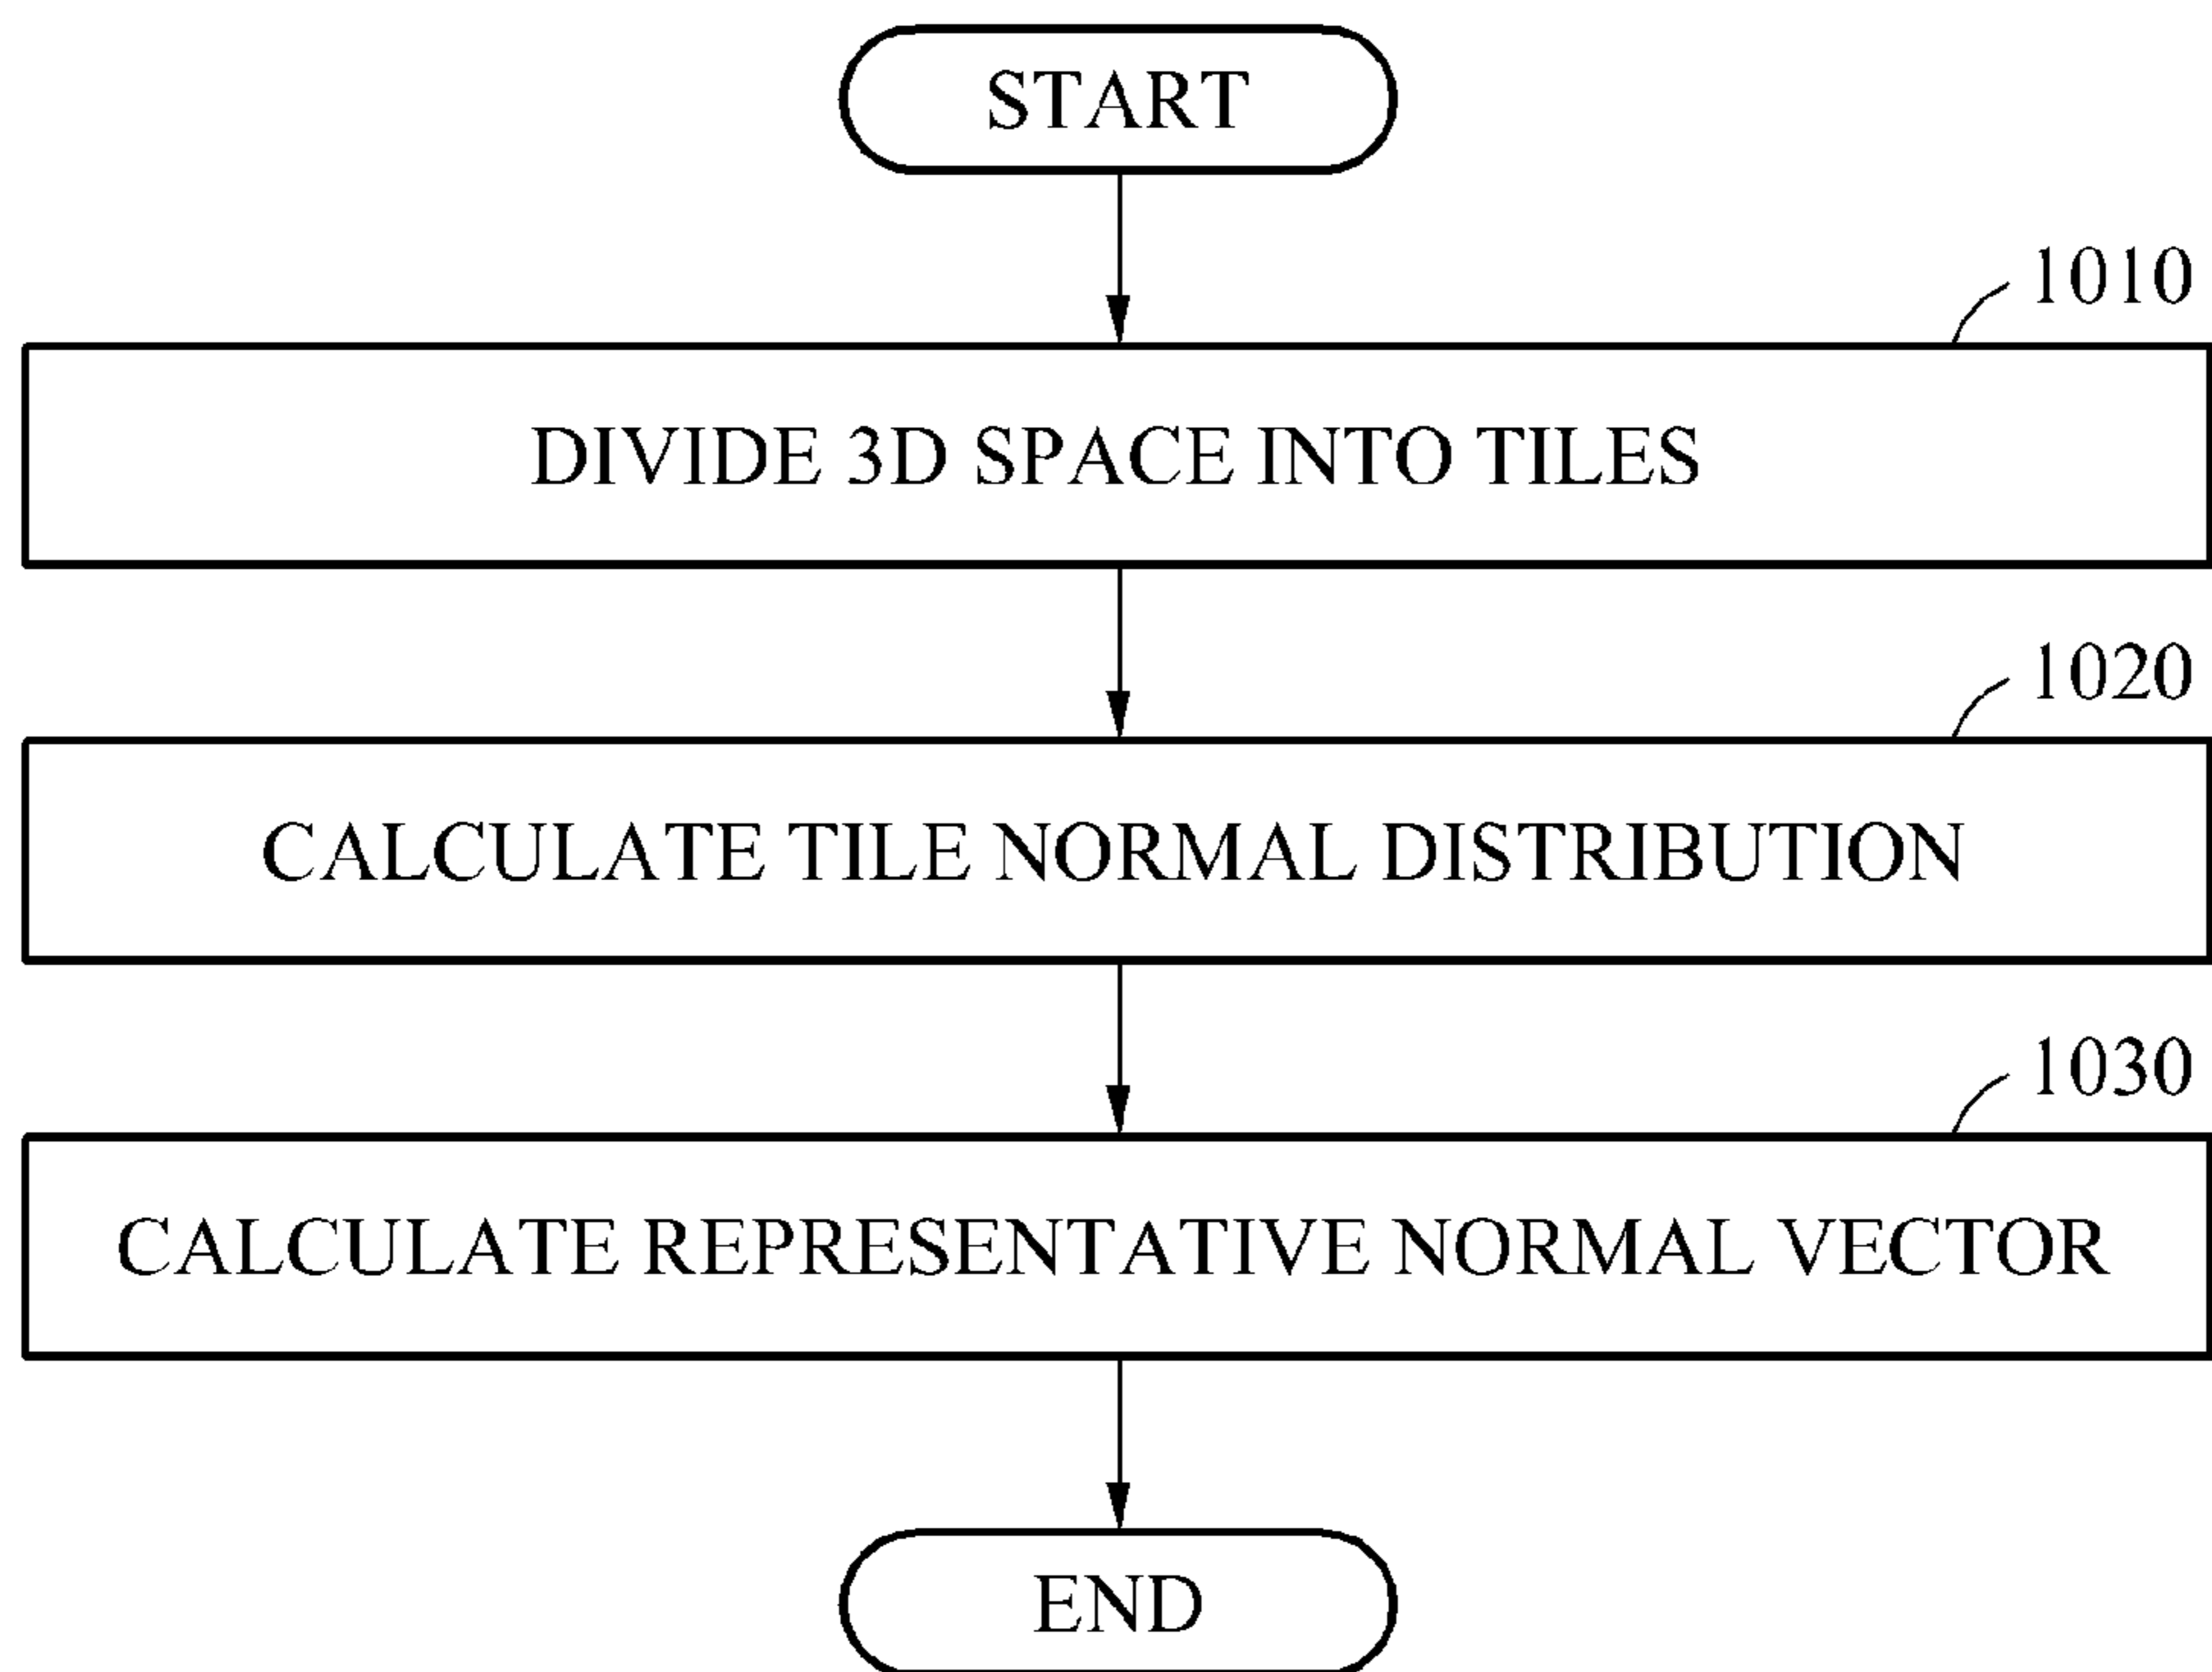 START
1010
DIVIDE 3D SPACE INTO TILES
1020
CALCULATE TILE NORMAL DISTRIBUTION
1030
CALCULATE REPRESENTATIVE NORMAL VECTOR
END